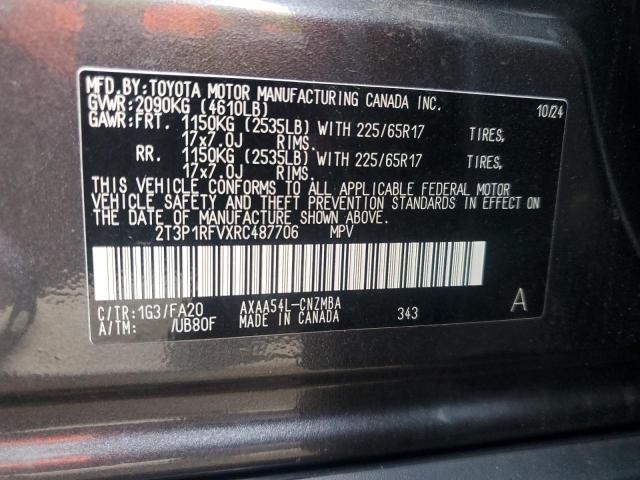 MFD.BY:TOYOTA MOTOR MANUFACTURING CANADA INC.
GVWR:2090KG (4610LB) 10/24
GAWR:FRT. 1150KG (2535LB) WITH 225/65R17 TIRES,
17x7.0J RIMS.
RR. 1150KG (2535LB) WITH 225/65R17 TIRES,
17x7.0J RIMS.
THIS VEHICLE CONFORMS TO ALL APPLICABLE FEDERAL MOTOR
VEHICLE SAFETY AND THEFT PREVENTION STANDARDS IN EFFECT
ON THE DATE OF MANUFACTURE SHOWN ABOVE.
2T3P1RFVXRC487706 MPV
C/TR:1G3/FA20 AXAA54L-CNZMBA A
A/TM: /UB80F MADE IN CANADA 343